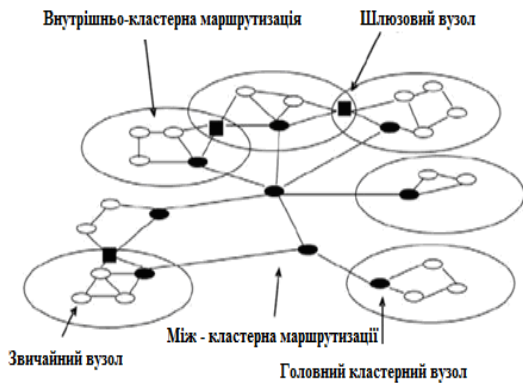 Внутрішньо-кластерна маршрутизація
Шлюзовий вузол
Між - кластерна маршрутизації
Звичайний вузол
Головний кластерний вузол